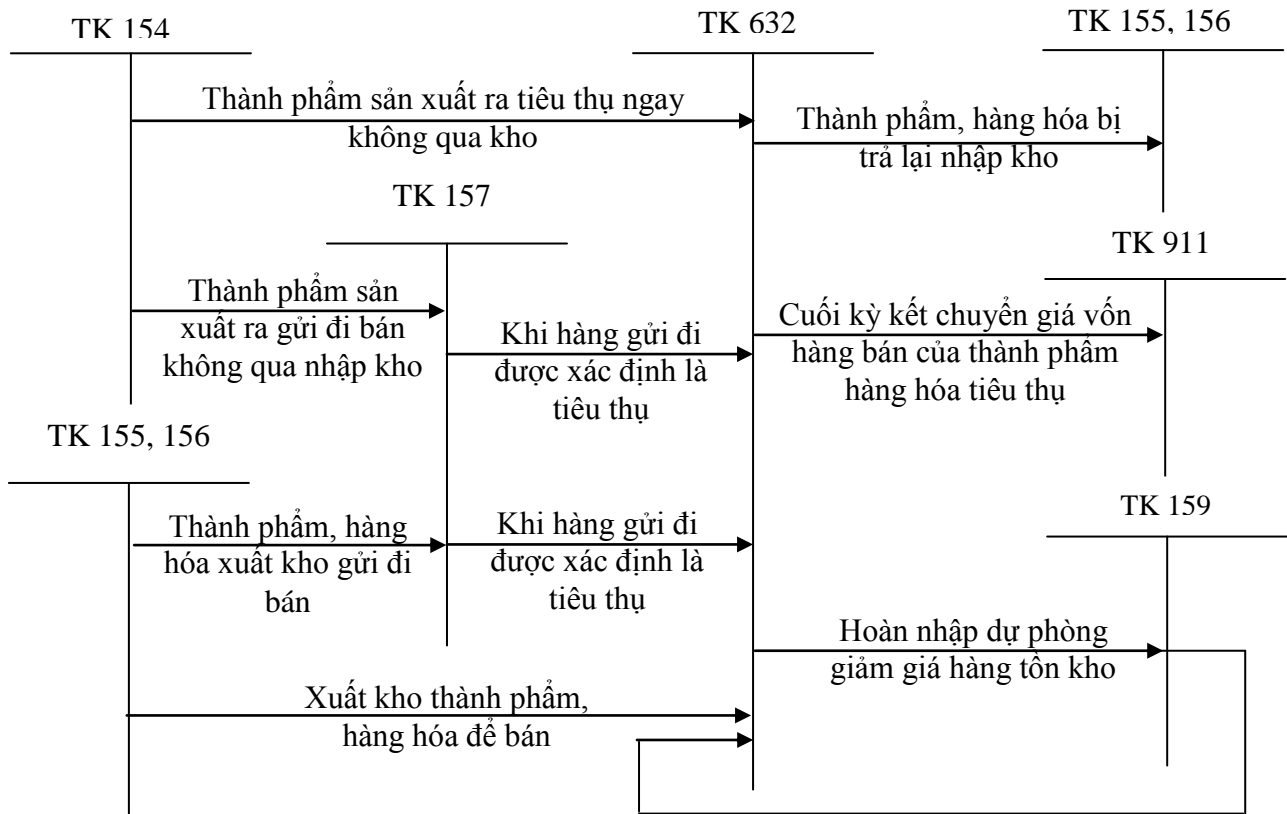 TK 154
TK 632
TK 155, 156
Thành phẩm sản xuất ra tiêu thụ ngay
không qua kho
Thành phẩm, hàng hóa bị
trả lại nhập kho
TK 157
TK 911
Thành phẩm sản
xuất ra gửi đi bán
không qua nhập kho
Khi hàng gửi đi
được xác định là
tiêu thụ
Cuối kỳ kết chuyển giá vốn
hàng bán của thành phẩm
hàng hóa tiêu thụ
TK 155, 156
TK 159
Thành phẩm, hàng
hóa xuất kho gửi đi
bán
Khi hàng gửi đi
được xác định là
tiêu thụ
Hoàn nhập dự phòng
giảm giá hàng tồn kho
Xuất kho thành phẩm,
hàng hóa để bán